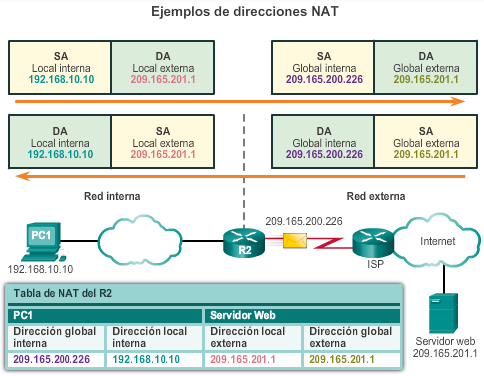 Ejemplos de direcciones NAT
SA
Local interna
192.168.10.10
DA
Local externa
209.165.201.1
SA
Global interna
209.165.200.226
DA
Global externa
209.165.201.1
DA
Local interna
192.168.10.10
SA
Local externa
209.165.201.1
DA
Global interna
209.165.200.226
SA
Global externa
209.165.201.1
Red interna
Red externa
PC1
192.168.10.10
R2
209.165.200.226
ISP
Internet
Servidor web
209.165.201.1
Tabla de NAT del R2
PC1
Servidor Web
Dirección global
interna
Dirección local
interna
Dirección local
externa
Dirección global
externa
209.165.200.226
192.168.10.10
209.165.201.1
209.165.201.1